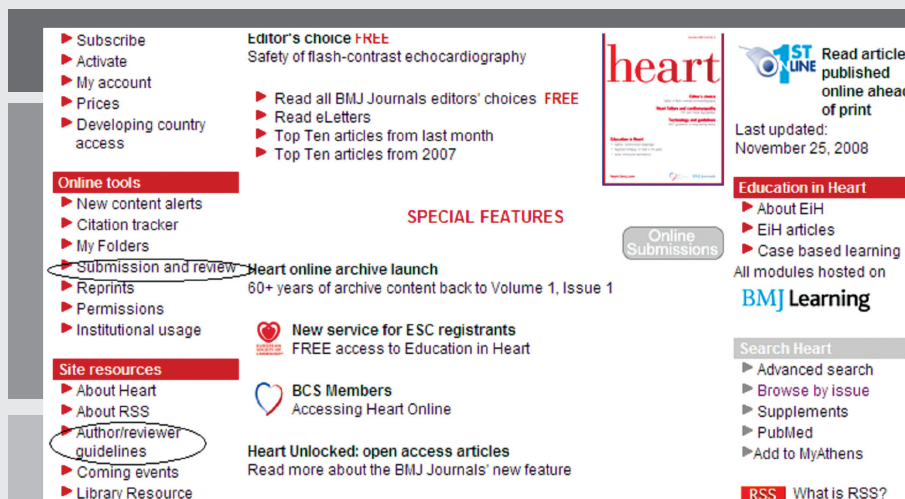 Subscribe
Activate
My account
Prices
Developing country
access
Online tools
New content alerts
Citation tracker
My Folders
Submission and review
Reprints
Permissions
Institutional usage
Site resources
About Heart
About RSS
Author/reviewer
guidelines
Coming events
Library Resource
Editor's choice FREE
Safety of flash-contrast echocardiography
Read all BMJ Journals editors' choices FREE
Read eLetters
Top Ten articles from last month
Top Ten articles from 2007
SPECIAL FEATURES
Online
Submissions
Heart online archive launch
60+ years of archive content back to Volume 1, Issue 1
New service for ESC registrants
FREE access to Education in Heart
BCS Members
Accessing Heart Online
Heart Unlocked: open access articles
Read more about the BMJ Journals' new feature
heart
Education in Heart
1ST
ONLINE
Read article
published
online ahead
of print
Last updated:
November 25, 2008
Education in Heart
About EiH
EiH articles
Case based learning
All modules hosted on
BMJ Learning
Search Heart
Advanced search
Browse by issue
Supplements
PubMed
Add to MyAthens
RSS What is RSS?